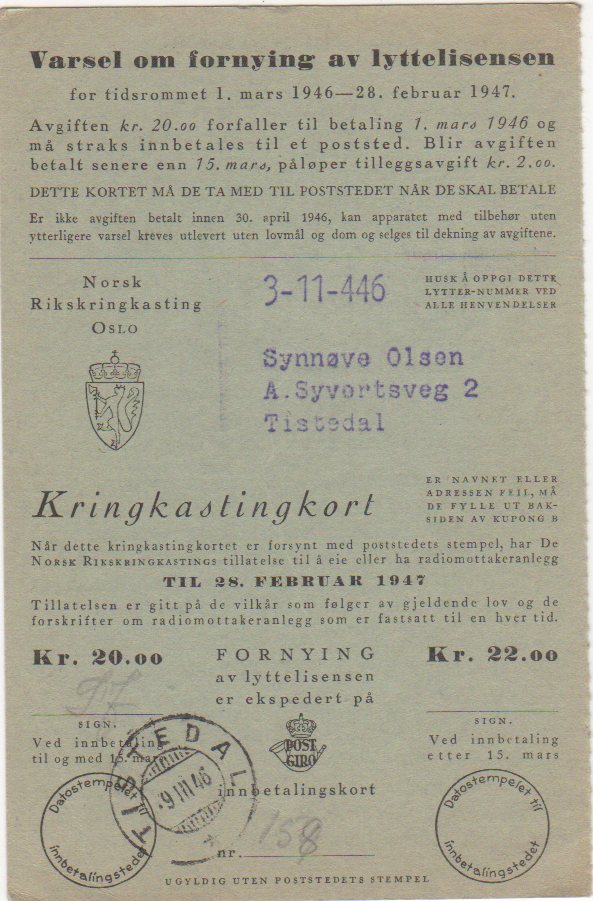 Varsel om fornying av lyttelisensen
for tidsrommet 1. mars 1946—28. februar 1947.
Avgiften kr. 20.00 forfaller til betaling 1. mars 1946 og
må straks innbetales til et poststed. Blir avgiften
betalt senere enn 15. mars, påløper tilleggsavgift kr. 2.00.
DETTE KORTET MÅ DE TA MED TIL POSTSTEDET NÅR DE SKAL BETALE
Er ikke avgiften betalt innen 30. april 1946, kan apparatet med tilbehør uten
ytterligere varsel kreves utlevert uten lovmål og dom og selges til dekning av avgiftene.
Norsk
Rikskringkasting
OSLO
3-11-446
HUSK Å OPPGI DETTE
LYTTER-NUMMER VED
ALLE HENVENDELSER
Synnøve Olsen
A.Syvertsveg 2
Tistedal
Kringkastingkort
ER NAVNET ELLER
ADRESSEN FEIL, MÅ
DE FYLLE UT BAK-
SIDEN AV KUPONG B
Når dette kringkastingkortet er forsynt med poststedets stempel, har De
NORSK RIKSKRINGKASTINGS tillatelse til å eie eller ha radiomottakeranlegg
TIL 28. FEBRUAR 1947
Tillatelsen er gitt på de vilkår som følger av gjeldende lov og de
forskrifter om radiomottakeranlegg som er fastsatt til en hver tid.
Kr. 20.00
SIGN.
Ved innbetaling
til og med 15. mars
Datostempelet til
innbetalingstedet
TISTEDAL
9 III 46
FORNYING
av lyttelisensen
er ekspedert på
POST
GIRO
innbetalingskort
nr. 158
Kr. 22.00
SIGN.
Ved innbetaling
etter 15. mars
Datostempelet til
innbetalingstedet
UGYLDIG UTEN POSTSTEDETS STEMPEL